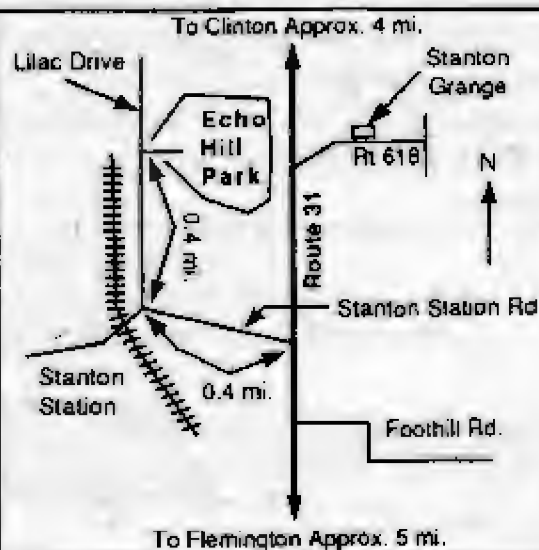 To Clinton Approx. 4 mi.
Lilac Drive
Stanton
Grange
Echo
Hill
Park
Rt 618
N
0.4 mi.
Route 31
Stanton Station Rd
Stanton
Station
0.4 mi.
Foothill Rd.
To Flemington Approx. 5 mi.